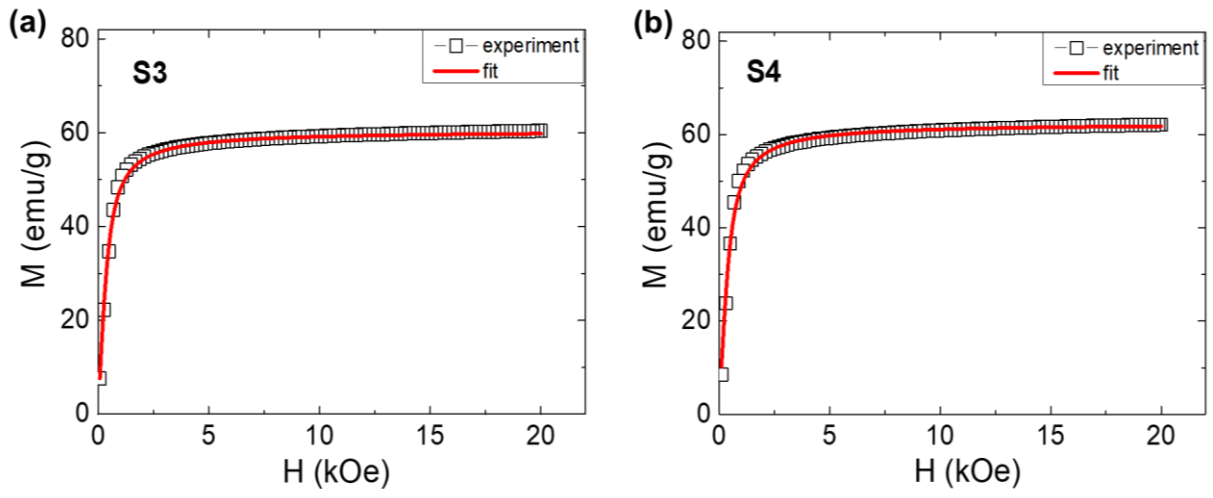 (a)
S3
experiment
fit
80
60
40
20
0
M (emu/g)
0 5 10 15 20
H (kOe)
(b)
S4
experiment
fit
80
60
40
20
0
M (emu/g)
0 5 10 15 20
H (kOe)